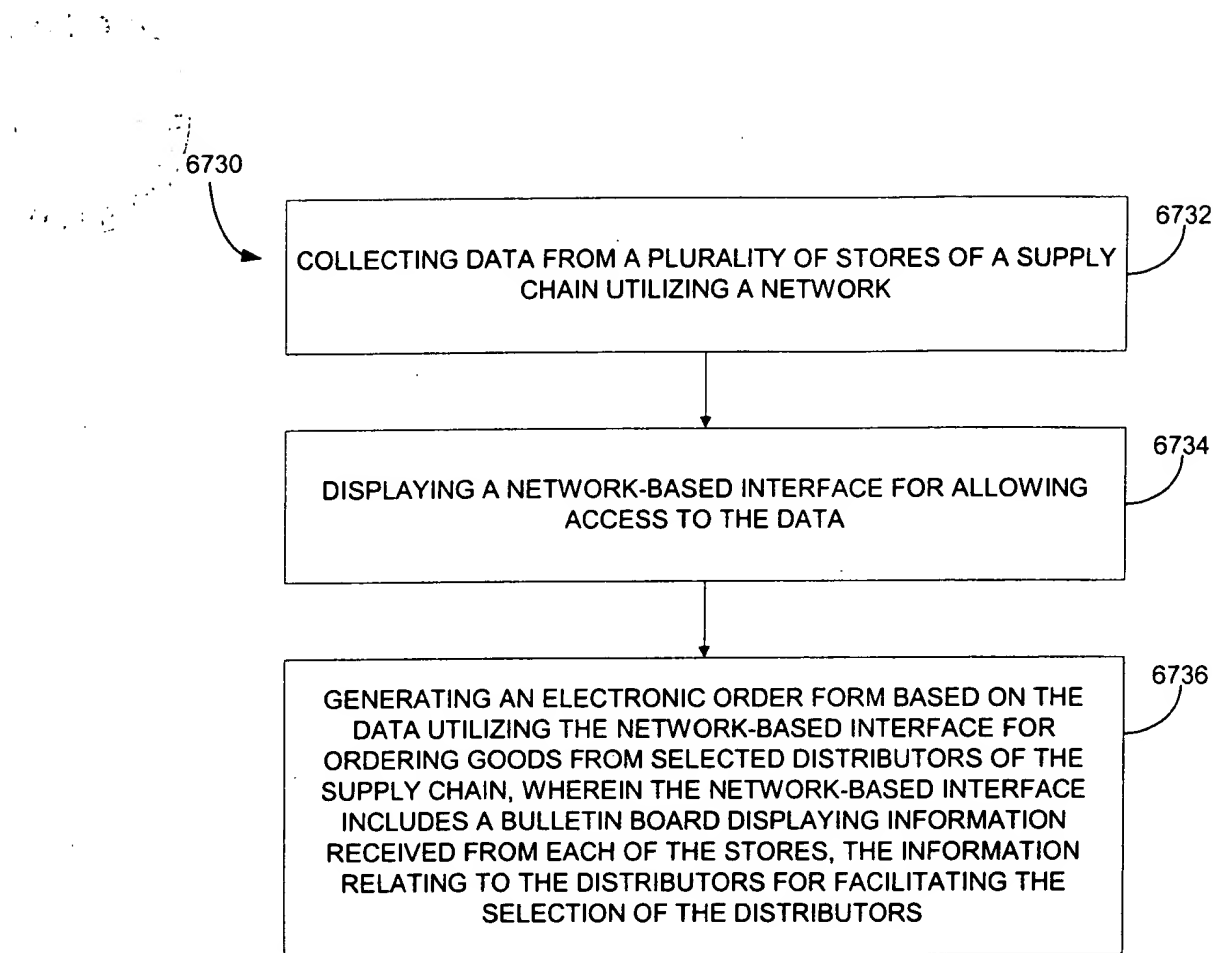 6730
6732
COLLECTING DATA FROM A PLURALITY OF STORES OF A SUPPLY
CHAIN UTILIZING A NETWORK
6734
DISPLAYING A NETWORK-BASED INTERFACE FOR ALLOWING
ACCESS TO THE DATA
6736
GENERATING AN ELECTRONIC ORDER FORM BASED ON THE
DATA UTILIZING THE NETWORK-BASED INTERFACE FOR
ORDERING GOODS FROM SELECTED DISTRIBUTORS OF THE
SUPPLY CHAIN, WHEREIN THE NETWORK-BASED INTERFACE
INCLUDES A BULLETIN BOARD DISPLAYING INFORMATION
RECEIVED FROM EACH OF THE STORES, THE INFORMATION
RELATING TO THE DISTRIBUTORS FOR FACILITATING THE
SELECTION OF THE DISTRIBUTORS